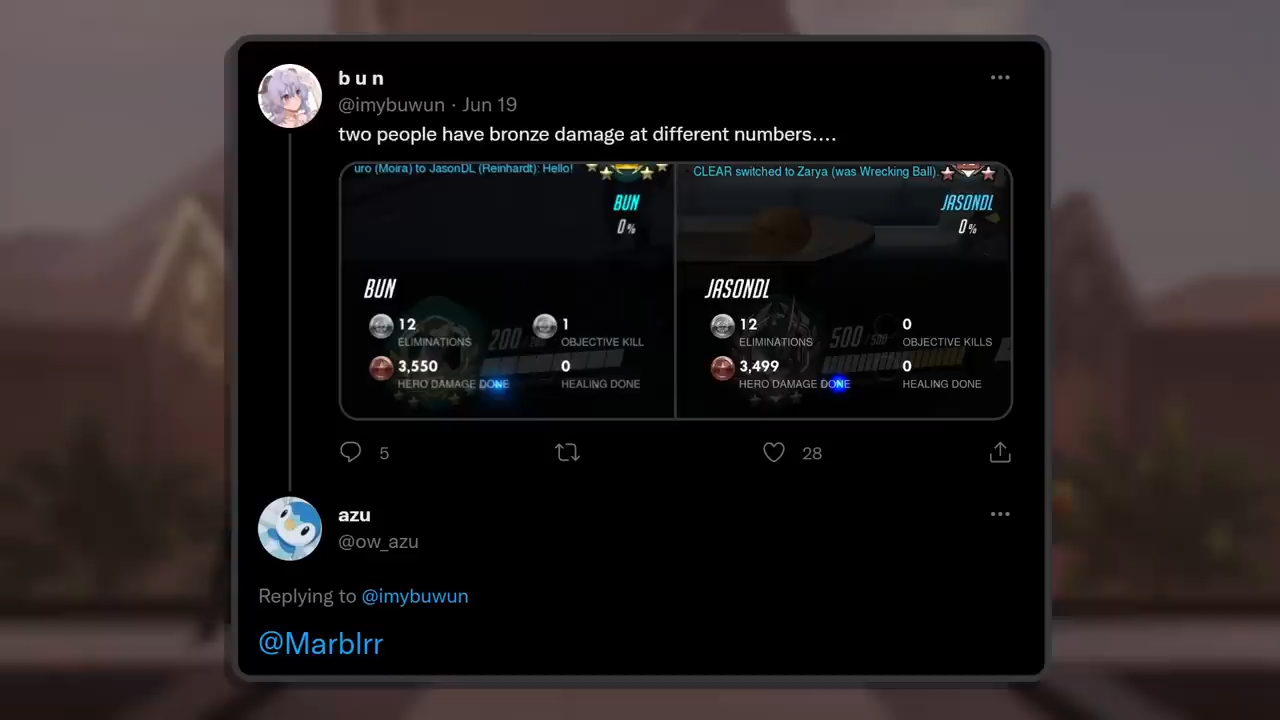 b u n
@imybuwun · Jun 19
two people have bronze damage at different numbers....
uro (Moira) to JasonDL (Reinhardt): Hello!
BUN
0%
BUN
12
ELIMINATIONS
1
OBJECTIVE KILL
200
3,550
HERO DAMAGE DONE
0
HEALING DONE
CLEAR switched to Zarya (was Wrecking Ball).
JASONDL
0%
JASONDL
12
ELIMINATIONS
0
OBJECTIVE KILLS
500/500
3,499
HERO DAMAGE DONE
0
HEALING DONE
5
28
azu
@ow_azu
Replying to @imybuwun
@Marblrr